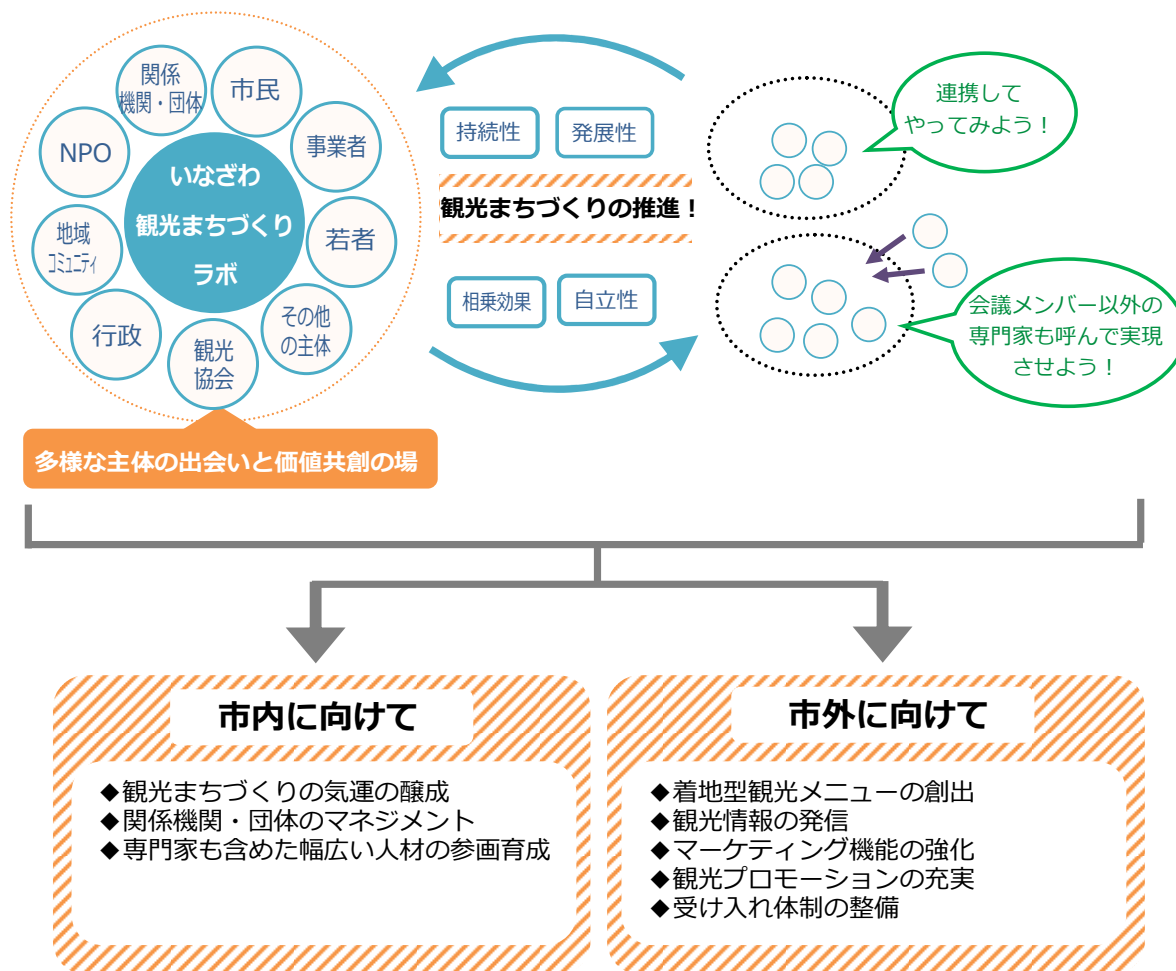 関係
機関・団体
市民
事業者
若者
その他
の主体
観光
協会
行政
地域
コミュニティ
NPO
いなざわ
観光まちづくり
ラボ
多様な主体の出会いと価値共創の場
持続性
発展性
観光まちづくりの推進!
相乗効果
自立性
連携して
やってみよう!
会議メンバー以外の
専門家も呼んで実現
させよう!
市内に向けて
◆観光まちづくりの気運の醸成
◆関係機関・団体のマネジメント
◆専門家も含めた幅広い人材の参画育成
市外に向けて
◆着地型観光メニューの創出
◆観光情報の発信
◆マーケティング機能の強化
◆観光プロモーションの充実
◆受け入れ体制の整備